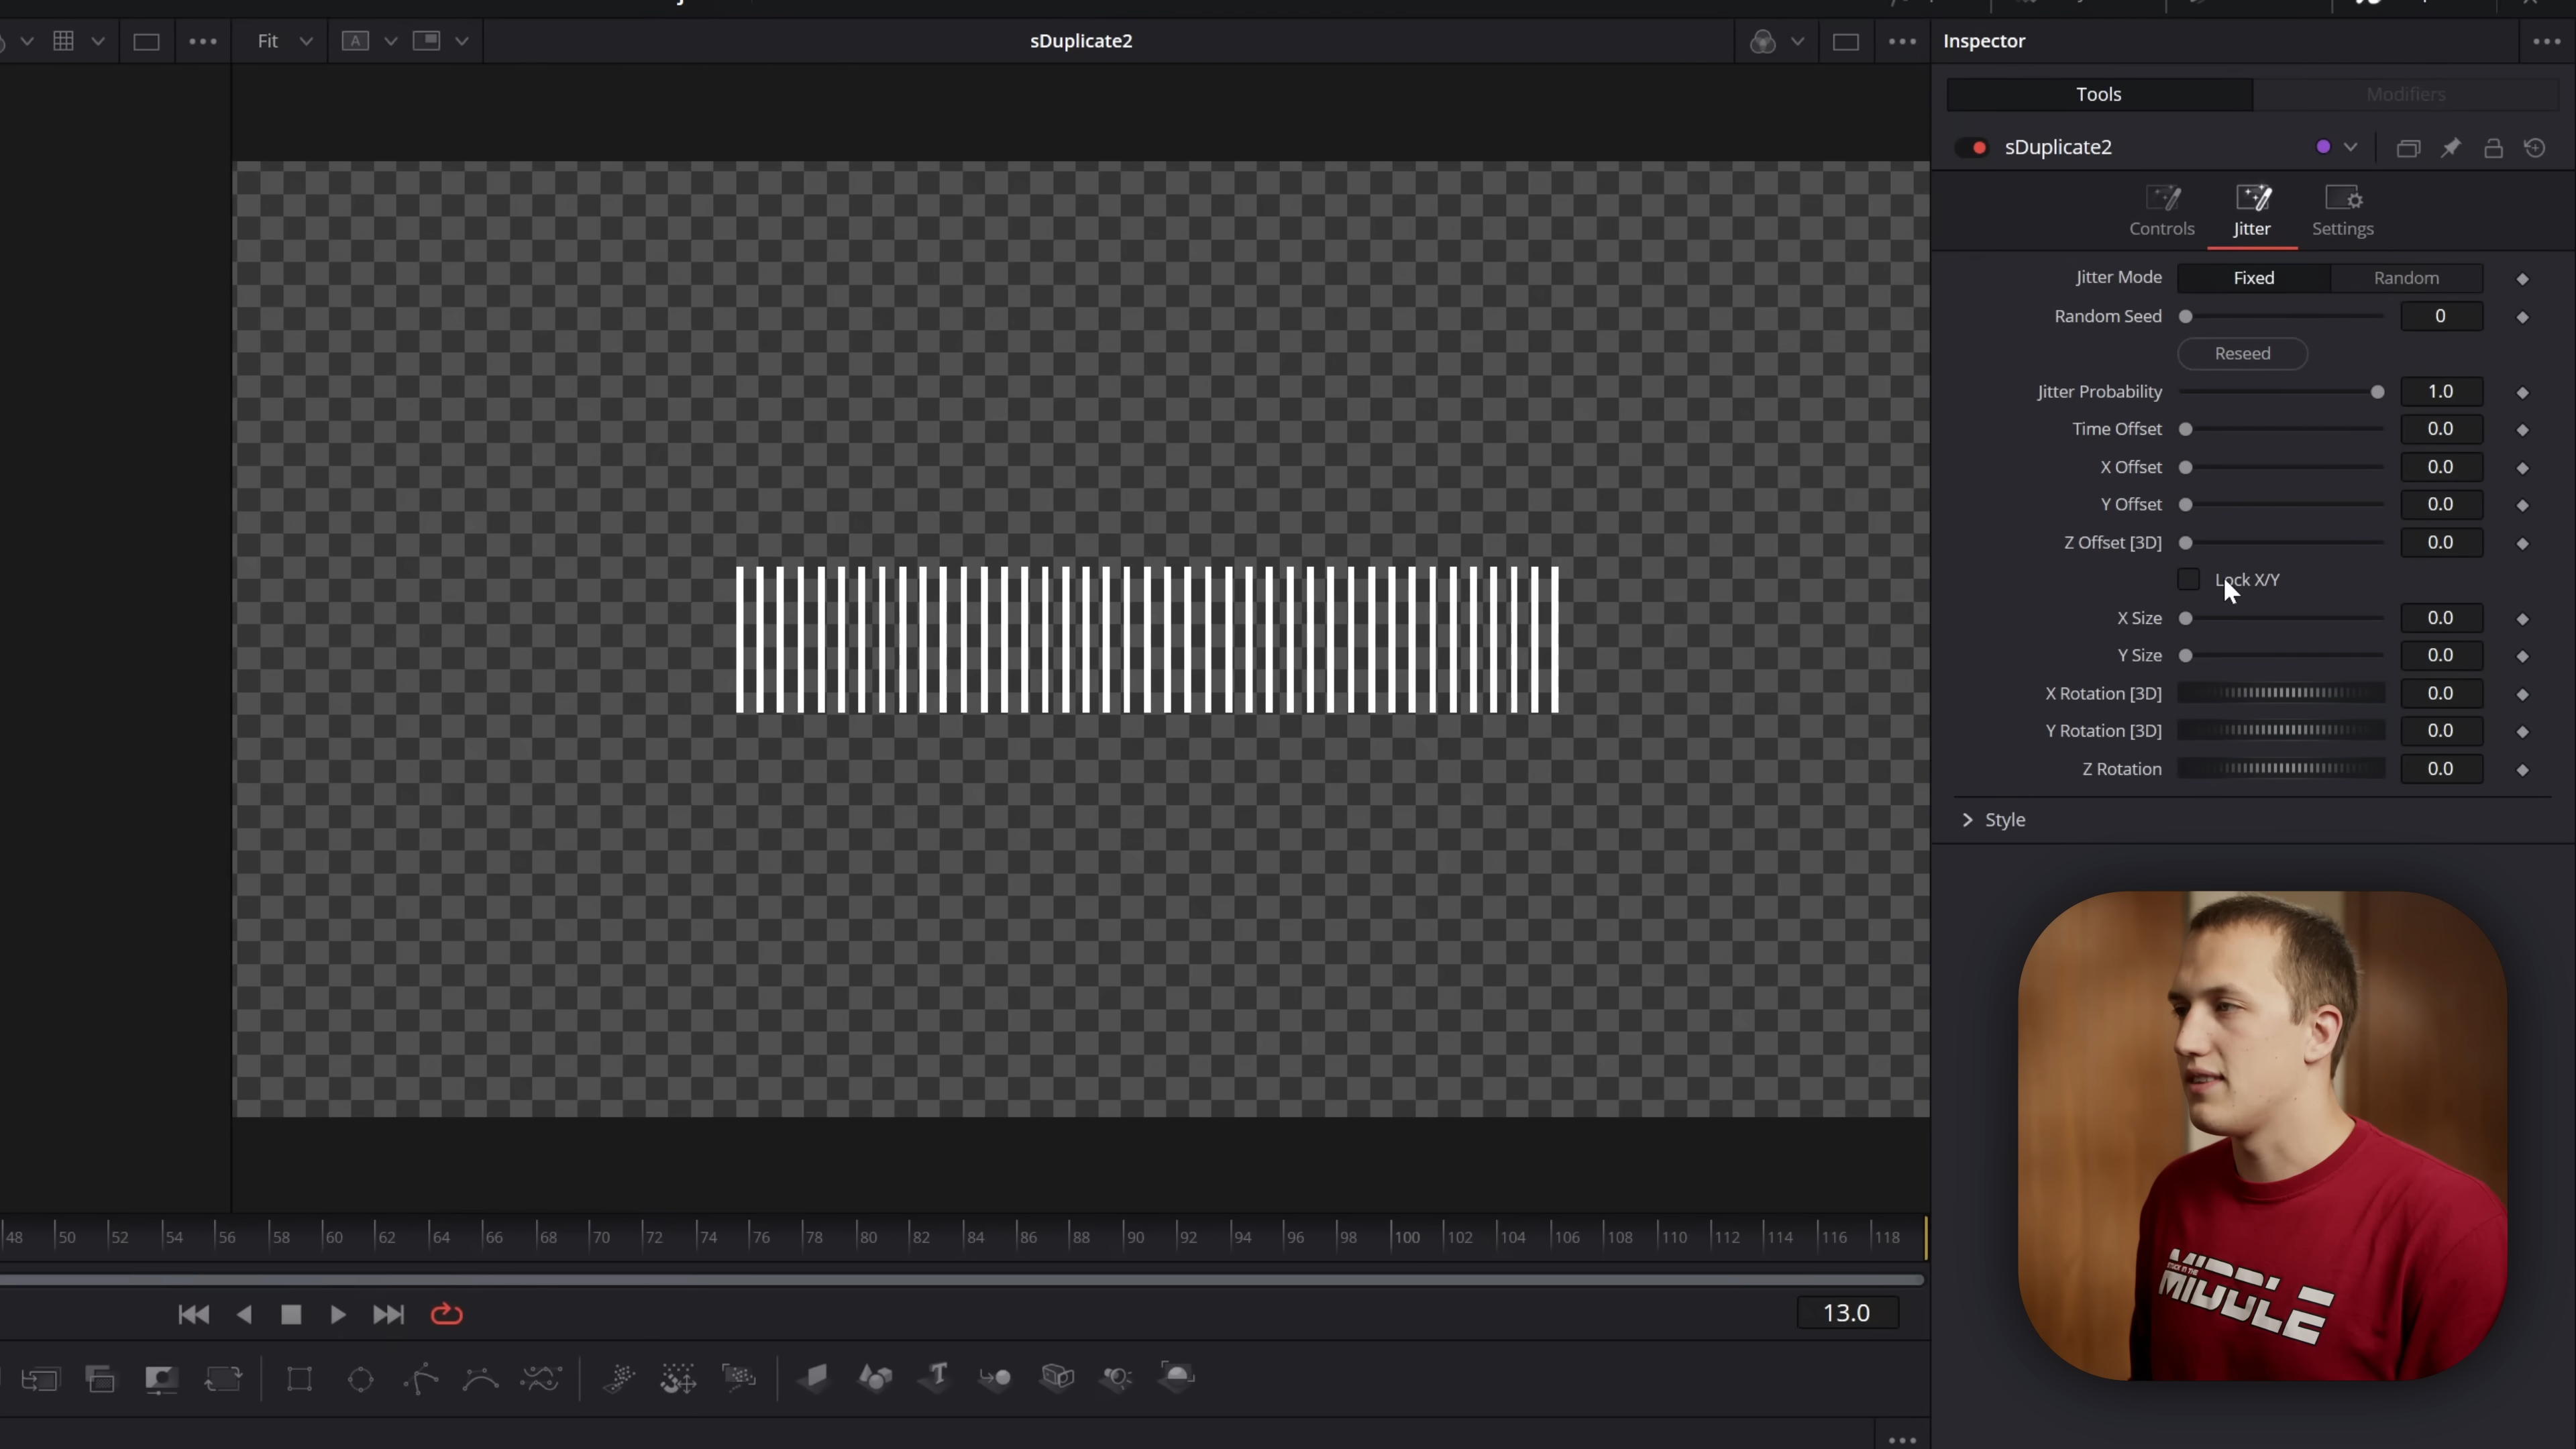 Fit
A
sDuplicate2
Inspector
Tools
Modifiers
sDuplicate2
Controls
Jitter
Settings
Jitter Mode
Fixed
Random
Random Seed
0
Reseed
Jitter Probability
1.0
Time Offset
0.0
X Offset
0.0
Y Offset
0.0
Z Offset [3D]
0.0
Lock X/Y
X Size
0.0
Y Size
0.0
X Rotation [3D]
0.0
Y Rotation [3D]
0.0
Z Rotation
0.0
Style
48 50 52 54 56 58 60 62 64 66 68 70 72 74 76 78 80 82 84 86 88 90 92 94 96 98 100 102 104 106 108 110 112 114 116 118
13.0
T
STUCK IN THE
MIDDLE